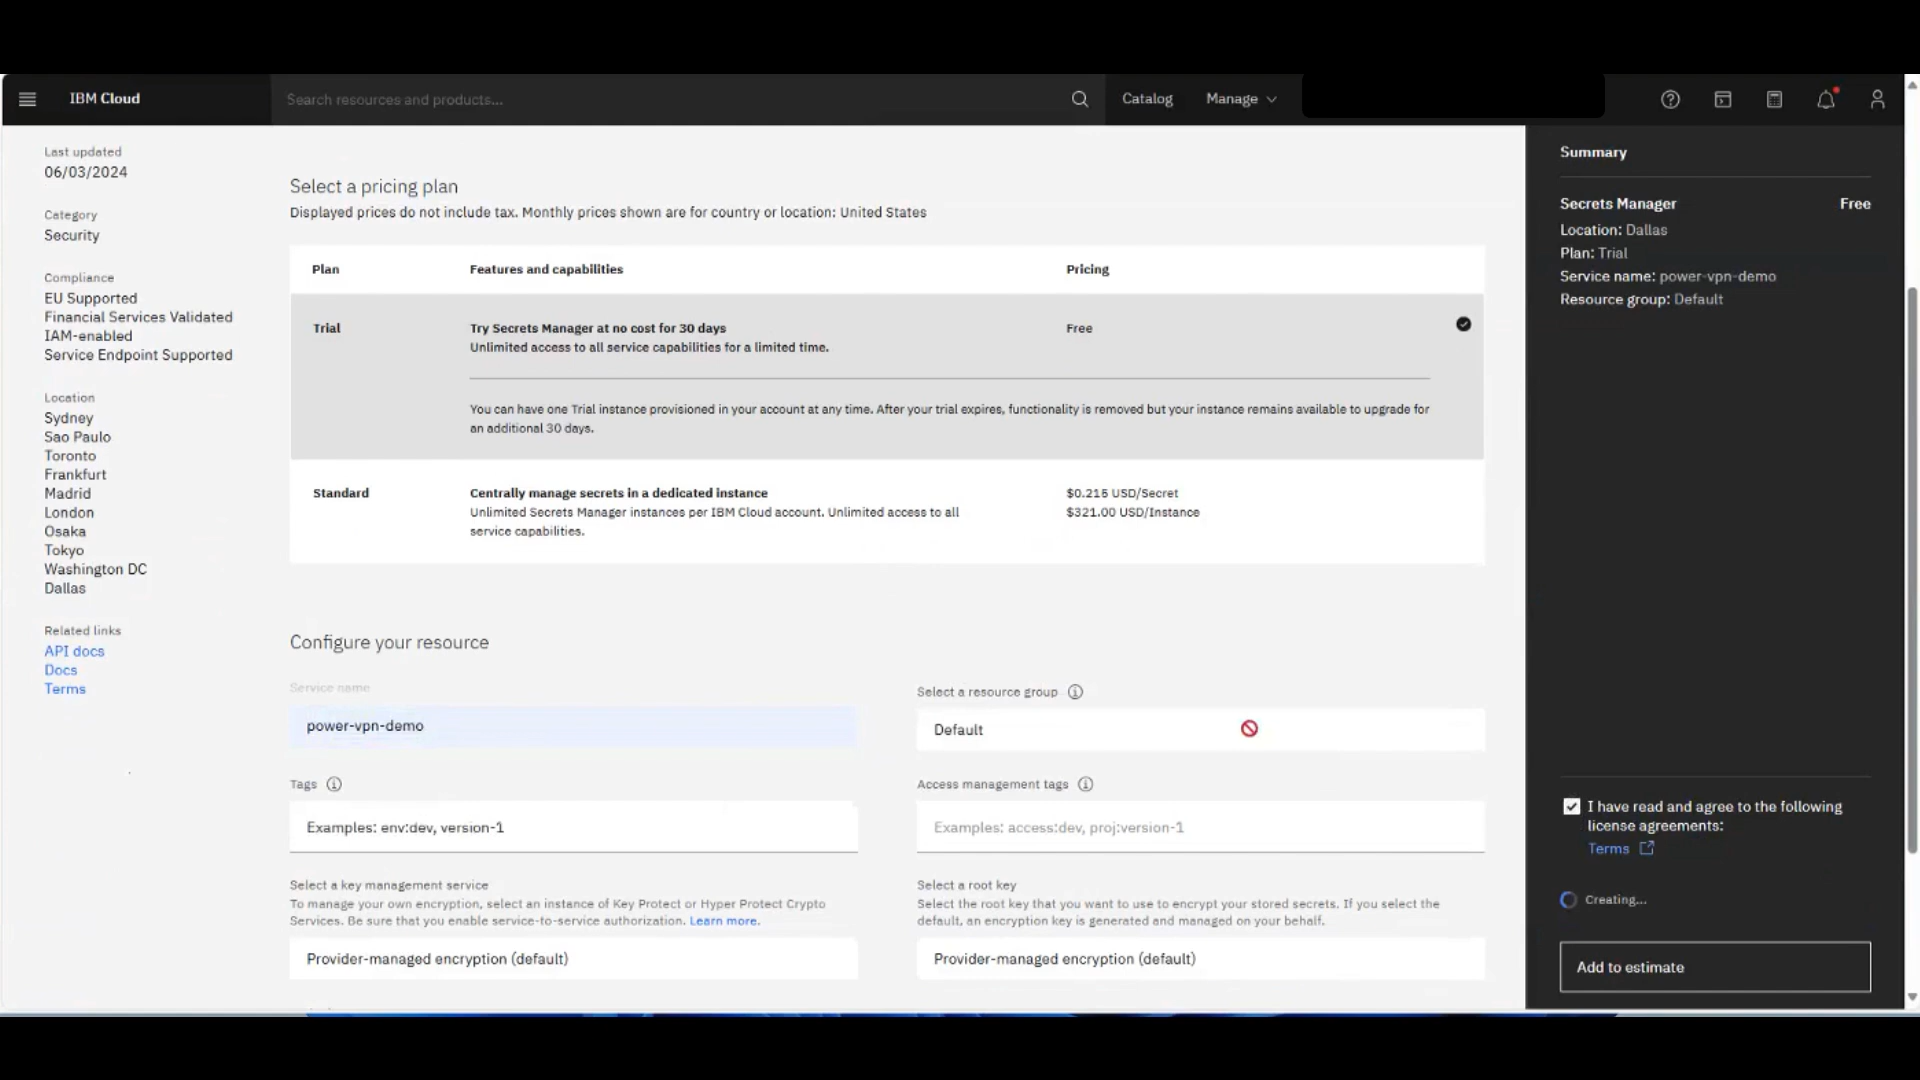 IBM Cloud
Search resources and products...
Catalog
Manage
Last updated
06/03/2024
Category
Security
Compliance
EU Supported
Financial Services Validated
IAM-enabled
Service Endpoint Supported
Location
Sydney
Sao Paulo
Toronto
Frankfurt
Madrid
London
Osaka
Tokyo
Washington DC
Dallas
Related links
API docs
Docs
Terms
Select a pricing plan
Displayed prices do not include tax. Monthly prices shown are for country or location: United States
Plan
Features and capabilities
Pricing
Trial
Try Secrets Manager at no cost for 30 days
Free
Unlimited access to all service capabilities for a limited time.
You can have one Trial instance provisioned in your account at any time. After your trial expires, functionality is removed but your instance remains available to upgrade for
an additional 30 days.
Standard
Centrally manage secrets in a dedicated instance
$0.215 USD/Secret
Unlimited Secrets Manager instances per IBM Cloud account. Unlimited access to all
$321.00 USD/Instance
service capabilities.
Configure your resource
Service name
power-vpn-demo
Select a resource group
Default
Tags
Examples: env:dev, version-1
Access management tags
Examples: access:dev, proj:version-1
Select a key management service
To manage your own encryption, select an instance of Key Protect or Hyper Protect Crypto
Services. Be sure that you enable service-to-service authorization. Learn more.
Provider-managed encryption (default)
Select a root key
Select the root key that you want to use to encrypt your stored secrets. If you select the
default, an encryption key is generated and managed on your behalf.
Provider-managed encryption (default)
Summary
Secrets Manager
Free
Location: Dallas
Plan: Trial
Service name: power-vpn-demo
Resource group: Default
I have read and agree to the following
license agreements:
Terms
Creating...
Add to estimate